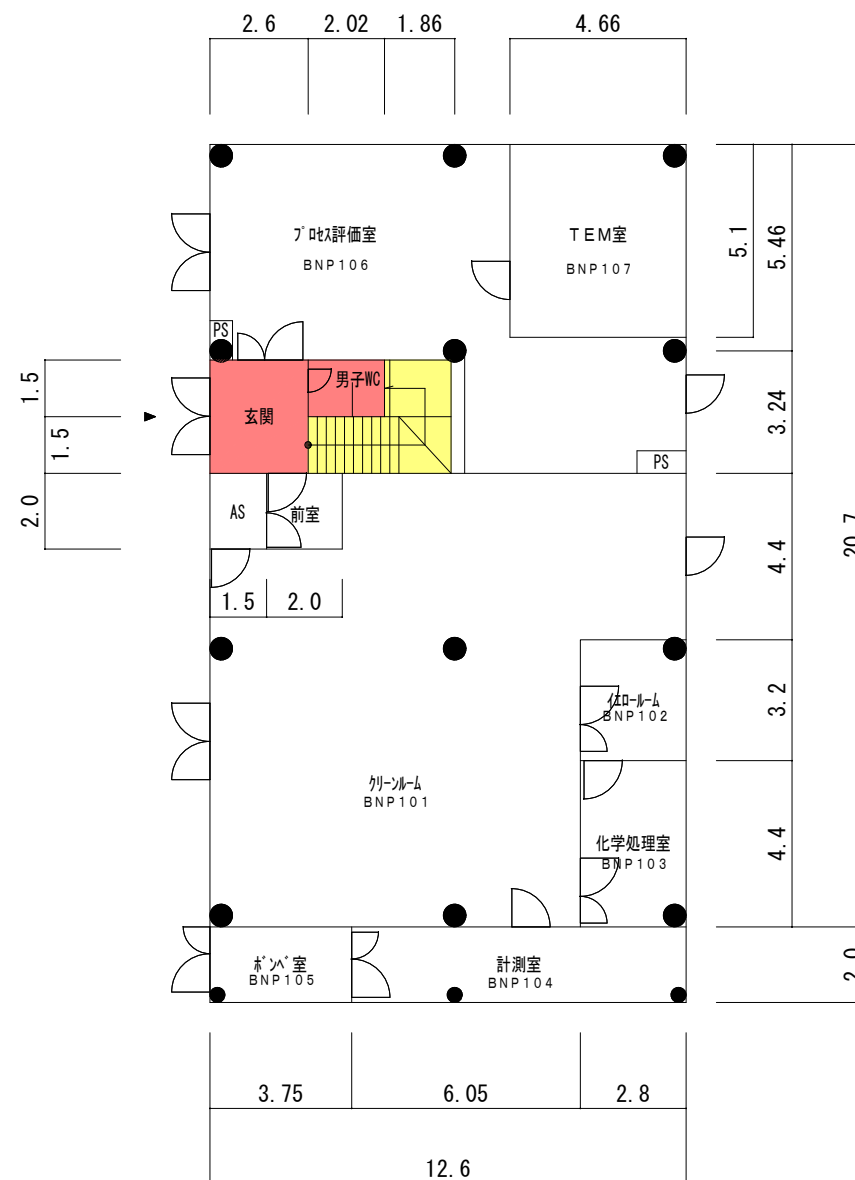 2.6 2.02 1.86 4.66
ﾌﾟﾛｾｽ評価室
BNP106
TEM室
BNP107
5.1
5.46
PS
1.5
男子WC
玄関
3.24
1.5
PS
2.0
AS
前室
4.4
20.7
1.5 2.0
ｲｴﾛｰﾙｰﾑ
BNP102
3.2
ｸﾘｰﾝﾙｰﾑ
BNP101
化学処理室
BNP103
4.4
ﾎﾞﾝﾍﾞ室
BNP105
計測室
BNP104
2.0
3.75 6.05 2.8
12.6